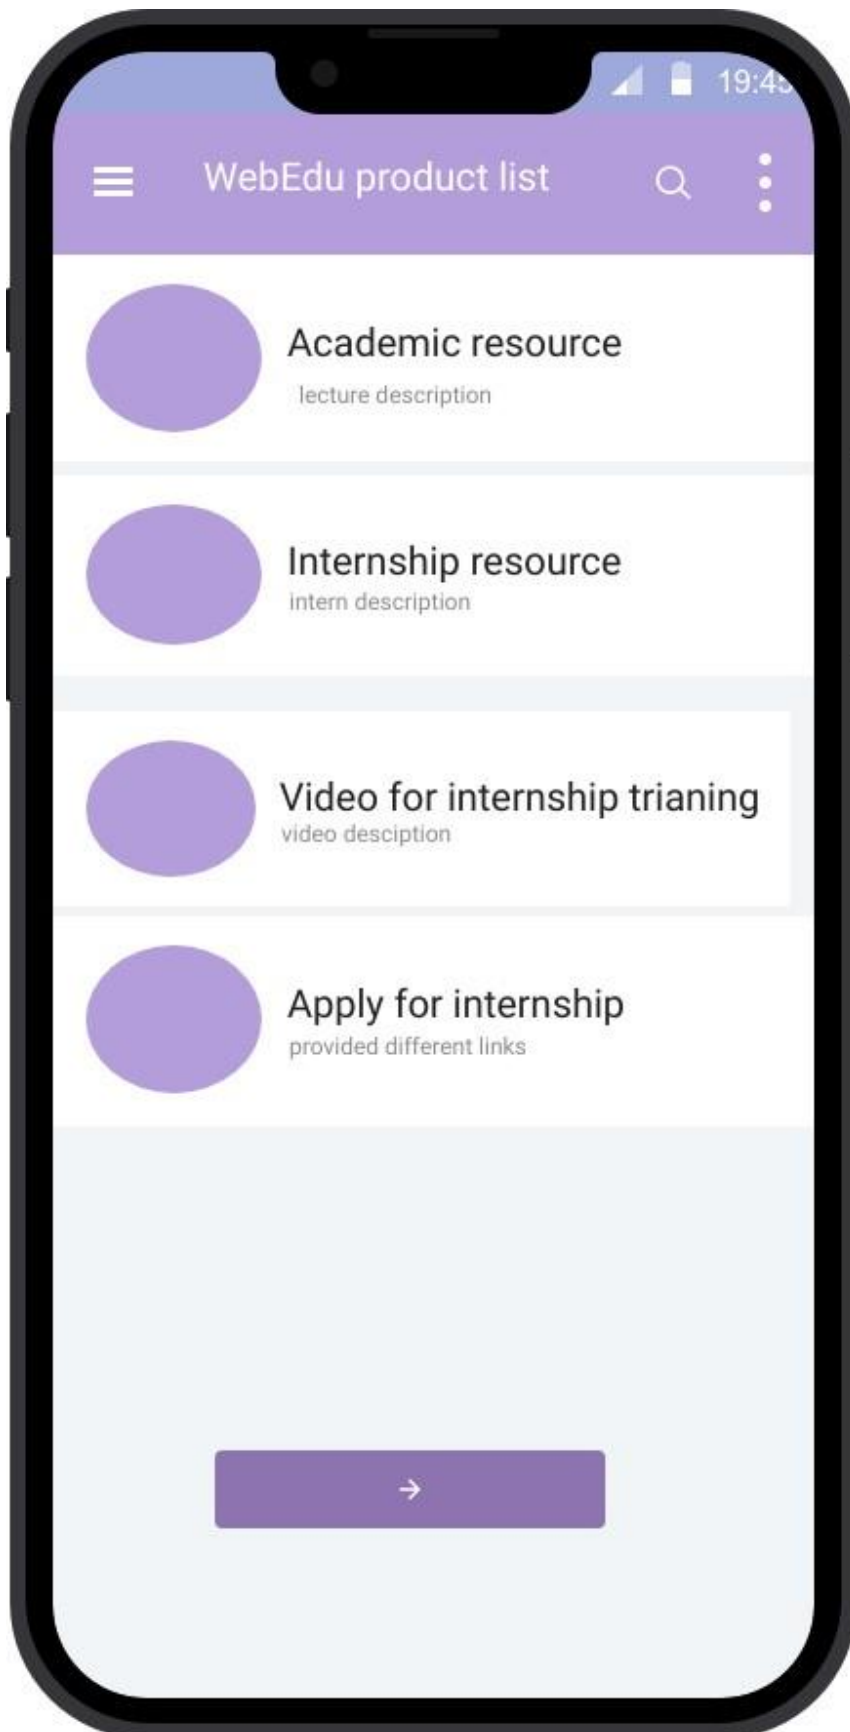 19:45
WebEdu product list
Academic resource
lecture description
Internship resource
intern description
Video for internship trianing
video desciption
Apply for internship
provided different links